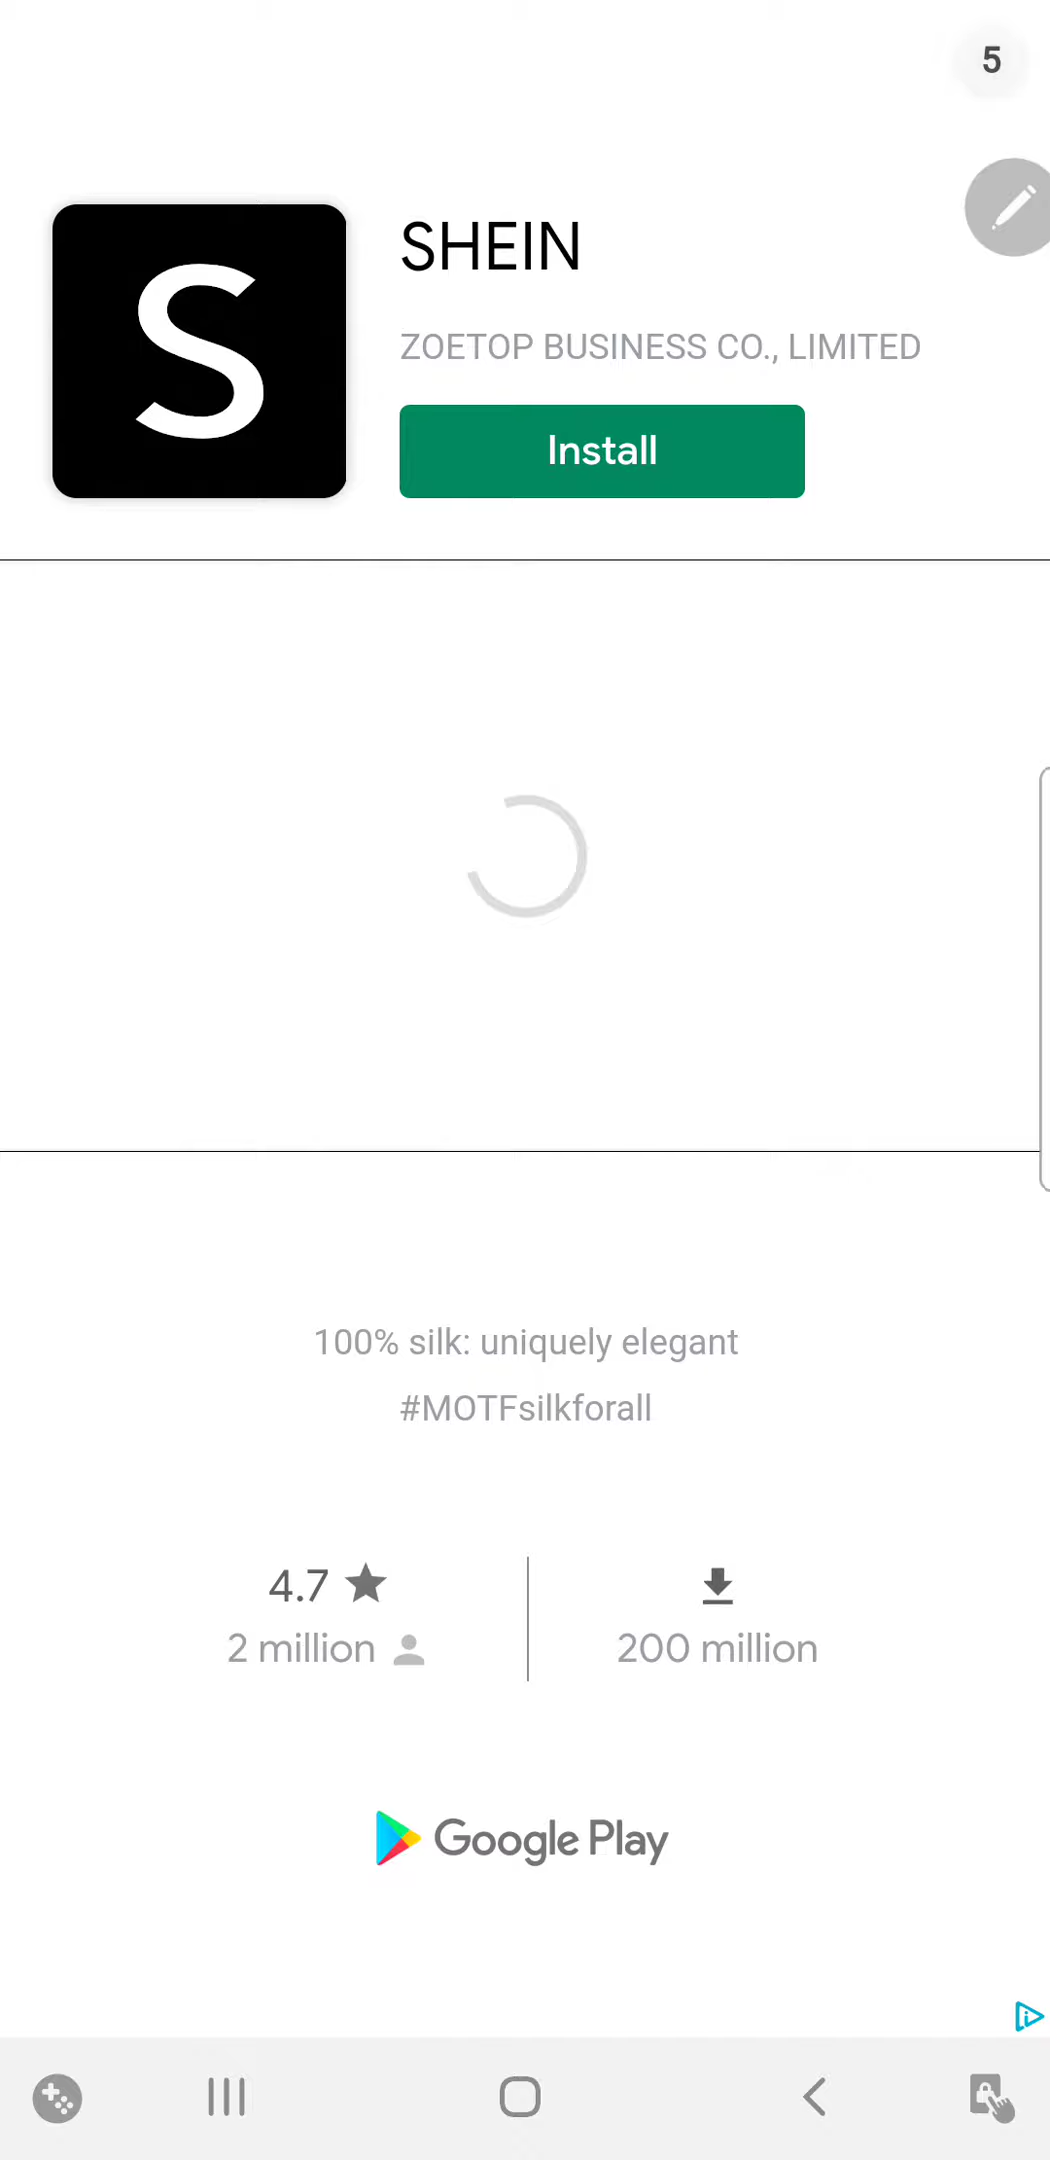 5
S
SHEIN
ZOETOP BUSINESS CO., LIMITED
Install
100% silk: uniquely elegant
#MOTFsilkforall
4.7
2 million
200 million
Google Play